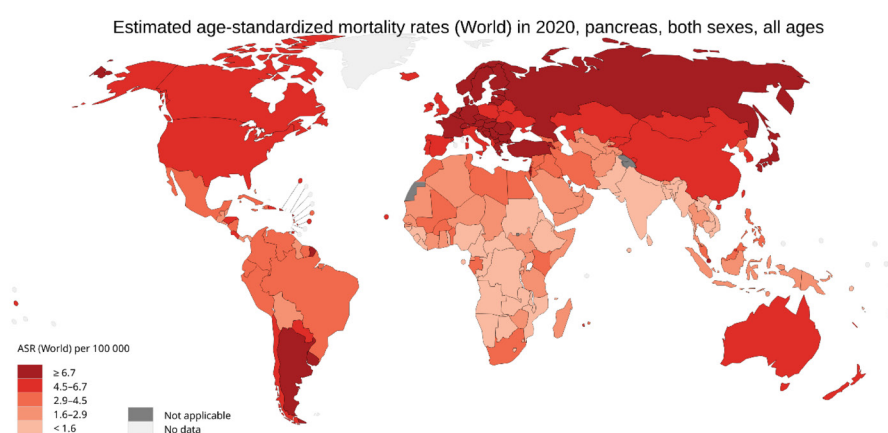 Estimated age-standardized mortality rates (World) in 2020, pancreas, both sexes, all ages
ASR (World) per 100 000
≥ 6.7
4.5–6.7
2.9–4.5
1.6–2.9
< 1.6
Not applicable
No data